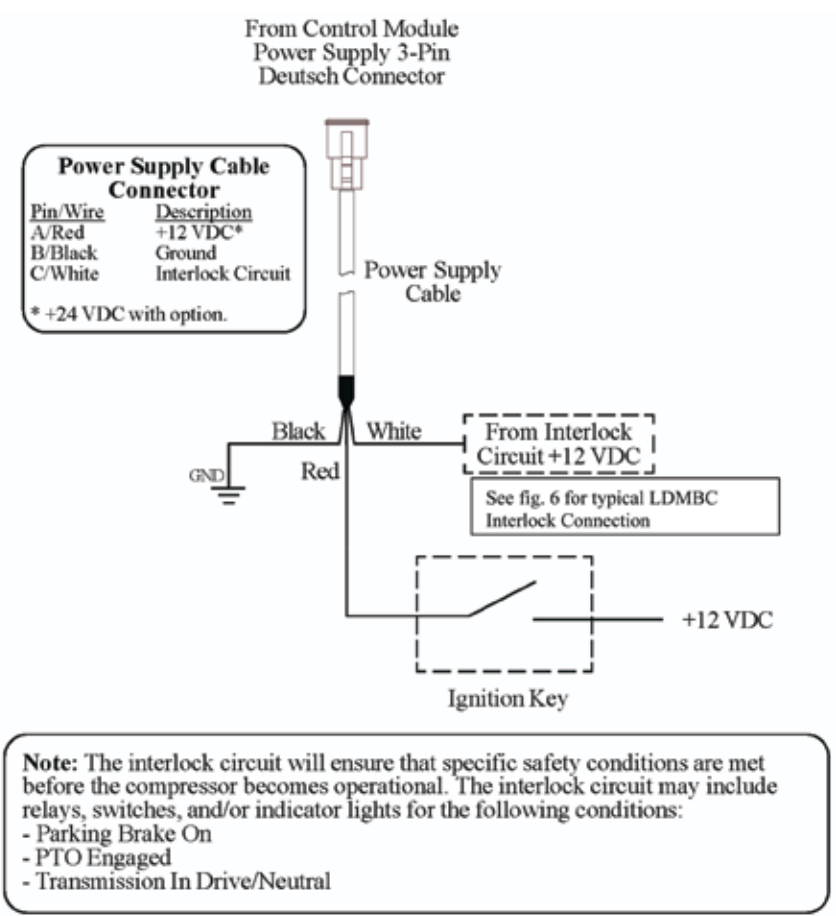 From Control Module
Power Supply 3-Pin
Deutsch Connector
Power Supply Cable
Connector
Pin/Wire Description
A/Red +12 VDC*
B/Black Ground
C/White Interlock Circuit
* +24 VDC with option.
Power Supply
Cable
Black White
From Interlock
Circuit +12 VDC
GND
Red
See fig. 6 for typical LDMBC
Interlock Connection
+12 VDC
Ignition Key
Note: The interlock circuit will ensure that specific safety conditions are met
before the compressor becomes operational. The interlock circuit may include
relays, switches, and/or indicator lights for the following conditions:
- Parking Brake On
- PTO Engaged
- Transmission In Drive/Neutral